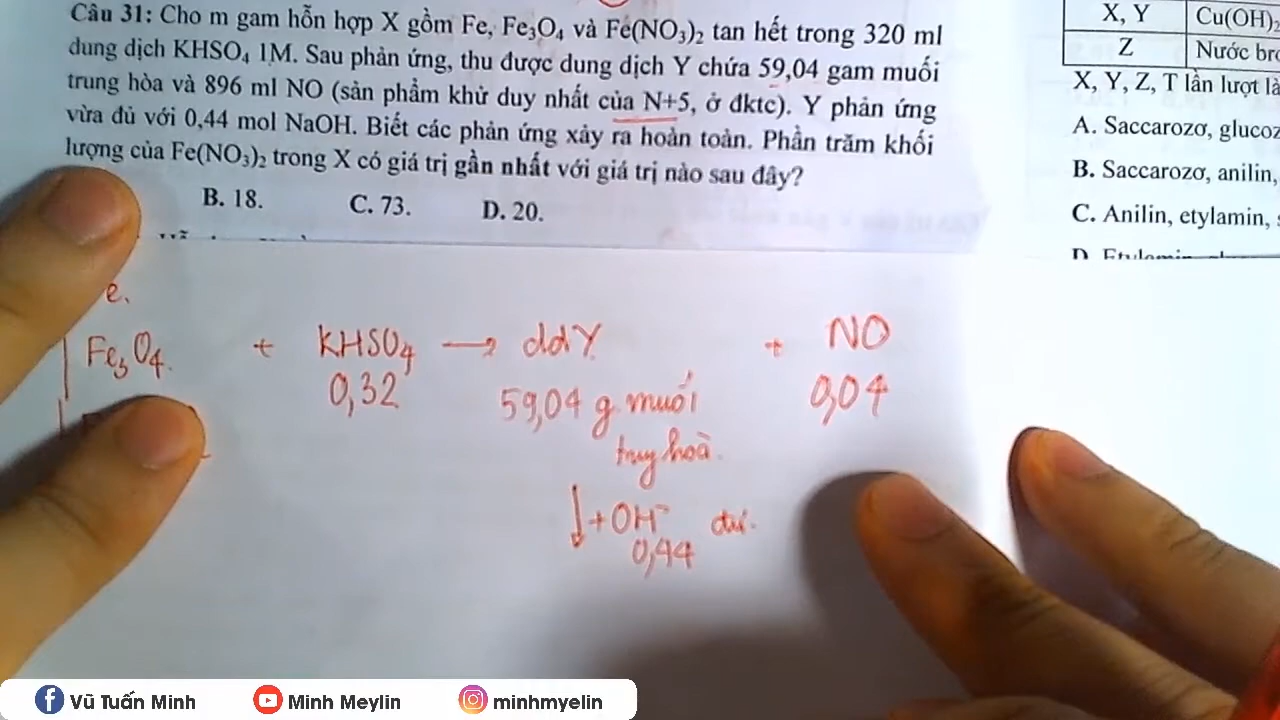 Câu 31: Cho m gam hỗn hợp X gồm Fe, Fe₃O₄ và Fe(NO₃)₂ tan hết trong 320 ml
dung dịch KHSO₄ 1M. Sau phản ứng, thu được dung dịch Y chứa 59,04 gam muối
trung hòa và 896 ml NO (sản phẩm khử duy nhất của N+5, ở đktc). Y phản ứng
vừa đủ với 0,44 mol NaOH. Biết các phản ứng xảy ra hoàn toàn. Phần trăm khối
lượng của Fe(NO₃)₂ trong X có giá trị gần nhất với giá trị nào sau đây?
B. 18. C. 73. D. 20.
X, Y Cu(OH)₂
Z Nước bro
X, Y, Z, T lần lượt là
A. Saccarozơ, glucoz
B. Saccarozơ, anilin,
C. Anilin, etylamin,
e.
Fe₃O₄ + KHSO₄ → ddY + NO
0,32 59,04 g muối 0,04
trung hoà.
↓ + OH⁻ đủ.
0,44
Vũ Tuấn Minh Minh Meylin minhmyelin